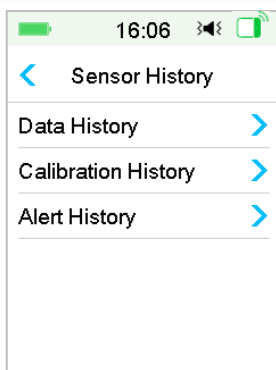 16:06
Sensor History
Data History
Calibration History
Alert History